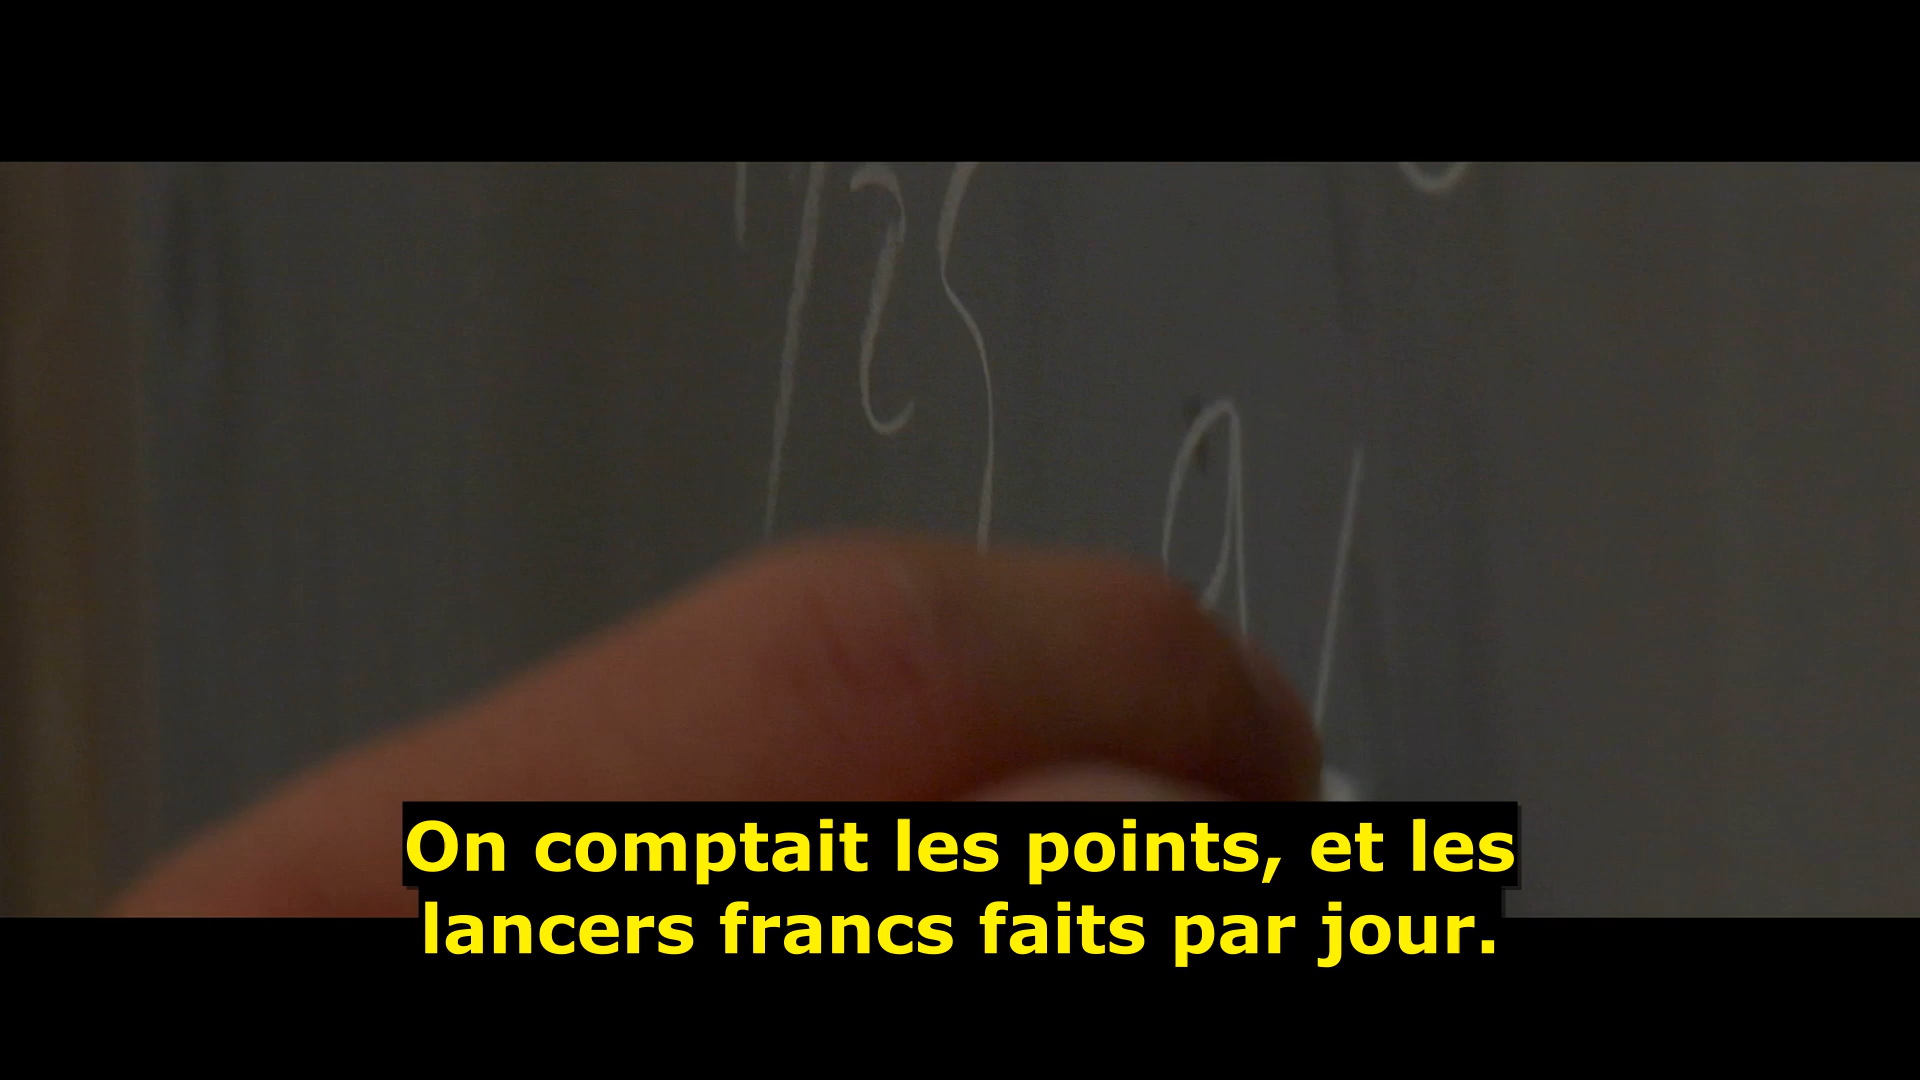 On comptait les points, et les
lancers francs faits par jour.